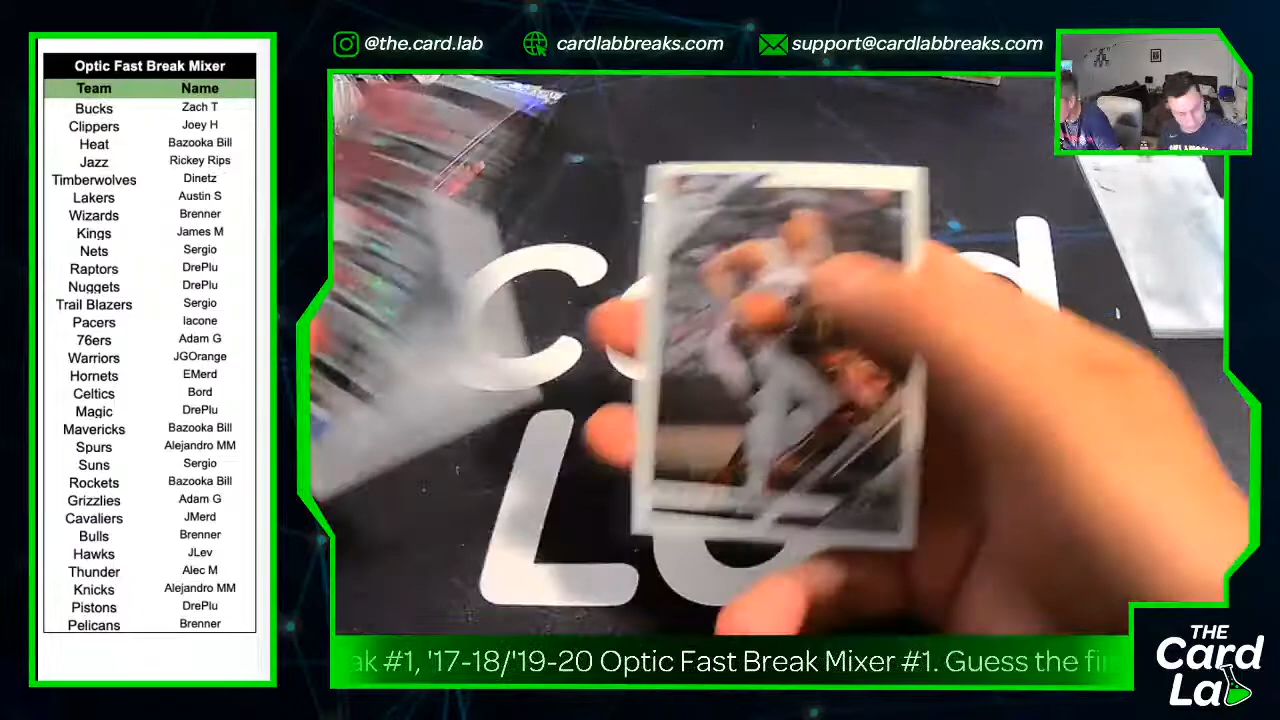 @the.card.lab
cardlabbreaks.com
support@cardlabbreaks.com
Optic Fast Break Mixer
Team Name
Bucks Zach T
Clippers Joey H
Heat Bazooka Bill
Jazz Rickey Rips
Timberwolves Dinetz
Lakers Austin S
Wizards Brenner
Kings James M
Nets Sergio
Raptors DrePlu
Nuggets DrePlu
Trail Blazers Sergio
Pacers Iacone
76ers Adam G
Warriors JGOrange
Hornets EMerd
Celtics Bord
Magic DrePlu
Mavericks Bazooka Bill
Spurs Alejandro MM
Suns Sergio
Rockets Bazooka Bill
Grizzlies Adam G
Cavaliers JMerd
Bulls Brenner
Hawks JLev
Thunder Alec M
Knicks Alejandro MM
Pistons DrePlu
Pelicans Brenner
ak #1, '17-18/'19-20 Optic Fast Break Mixer #1. Guess the fi
THE
Card
Lab